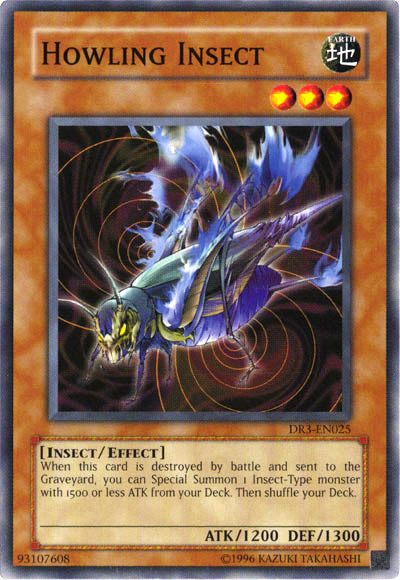 Howling Insect
EARTH
地
DR3-EN025
[Insect/Effect]
When this card is destroyed by battle and sent to the
Graveyard, you can Special Summon 1 Insect-Type monster
with 1500 or less ATK from your Deck. Then shuffle your Deck.
ATK/1200 DEF/1300
93107608
©1996 KAZUKI TAKAHASHI